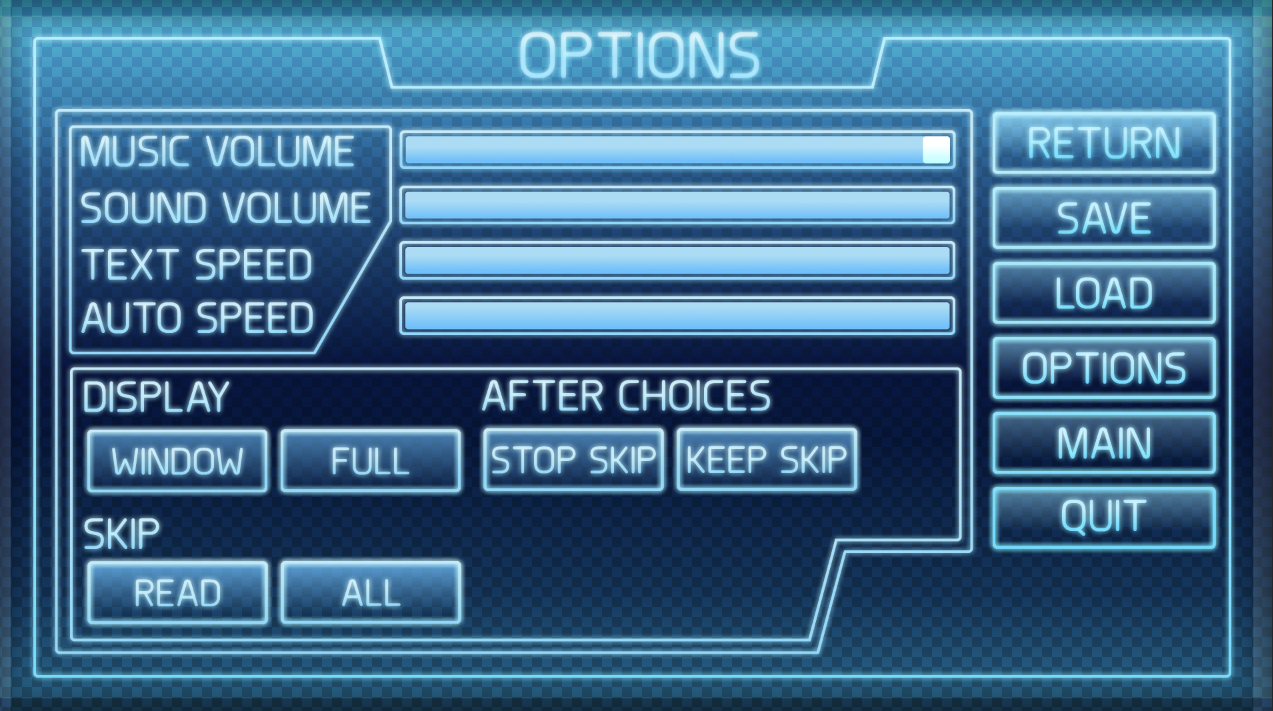 OPTIONS
MUSIC VOLUME
SOUND VOLUME
TEXT SPEED
AUTO SPEED
DISPLAY
WINDOW FULL
AFTER CHOICES
STOP SKIP KEEP SKIP
SKIP
READ ALL
RETURN
SAVE
LOAD
OPTIONS
MAIN
QUIT